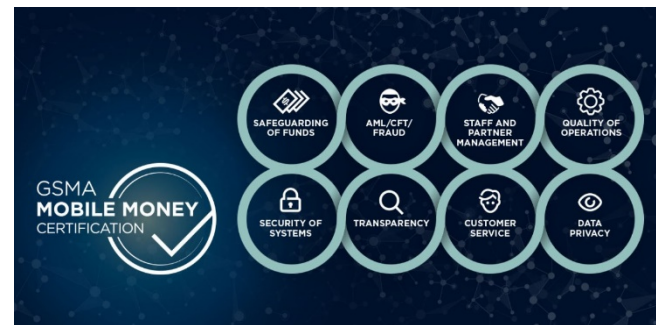 GSMA
MOBILE MONEY
CERTIFICATION
SAFEGUARDING
OF FUNDS
AML/CFT/
FRAUD
STAFF AND
PARTNER
MANAGEMENT
QUALITY OF
OPERATIONS
SECURITY OF
SYSTEMS
TRANSPARENCY
CUSTOMER
SERVICE
DATA
PRIVACY